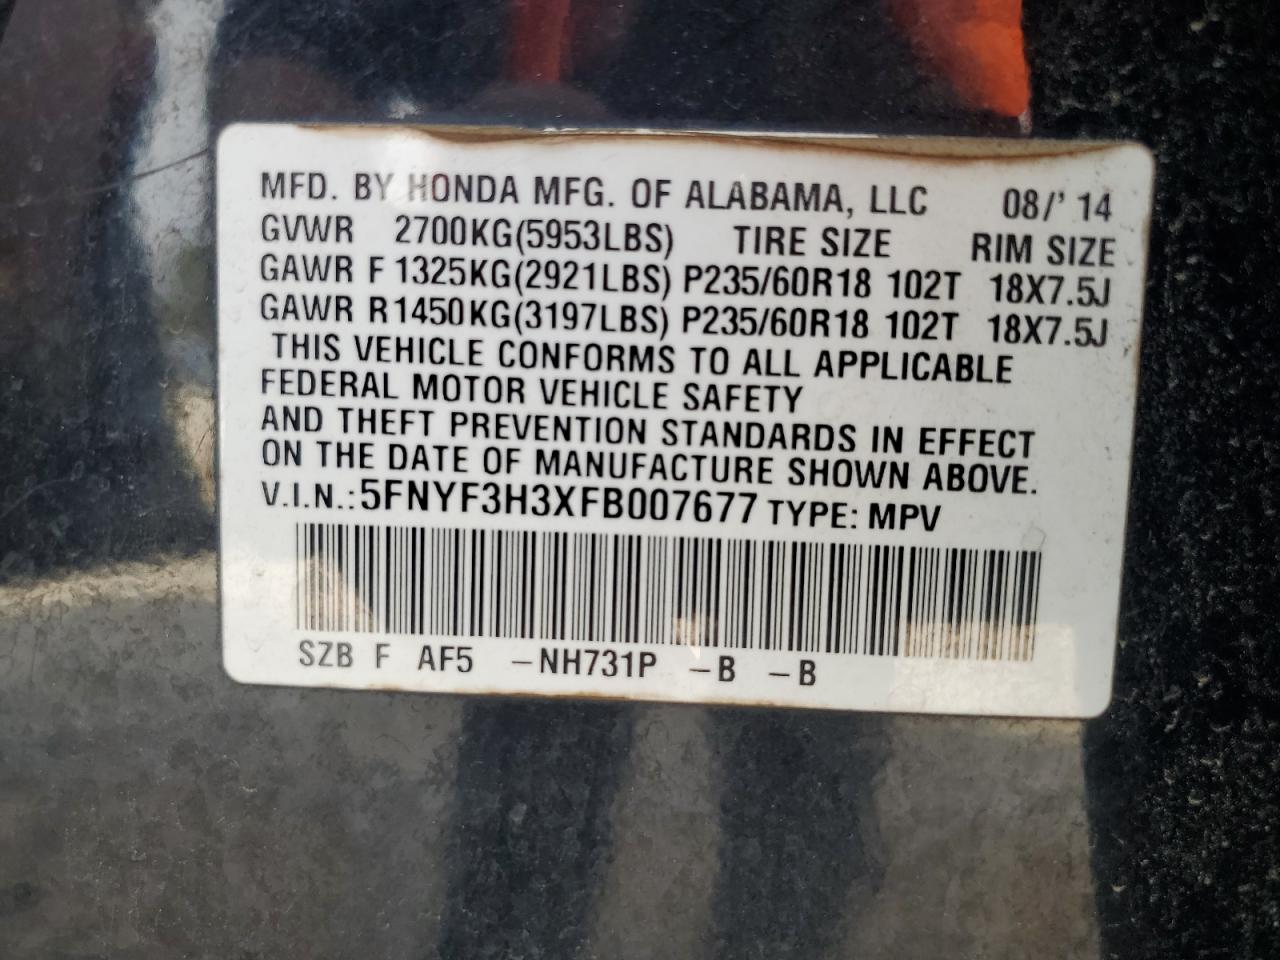 MFD. BY HONDA MFG. OF ALABAMA, LLC 08/' 14
GVWR 2700KG(5953LBS) TIRE SIZE RIM SIZE
GAWR F 1325KG(2921LBS) P235/60R18 102T 18X7.5J
GAWR R1450KG(3197LBS) P235/60R18 102T 18X7.5J
THIS VEHICLE CONFORMS TO ALL APPLICABLE
FEDERAL MOTOR VEHICLE SAFETY
AND THEFT PREVENTION STANDARDS IN EFFECT
ON THE DATE OF MANUFACTURE SHOWN ABOVE.
V.I.N.: 5FNYF3H3XFB007677 TYPE: MPV
SZB F AF5 –NH731P –B –B